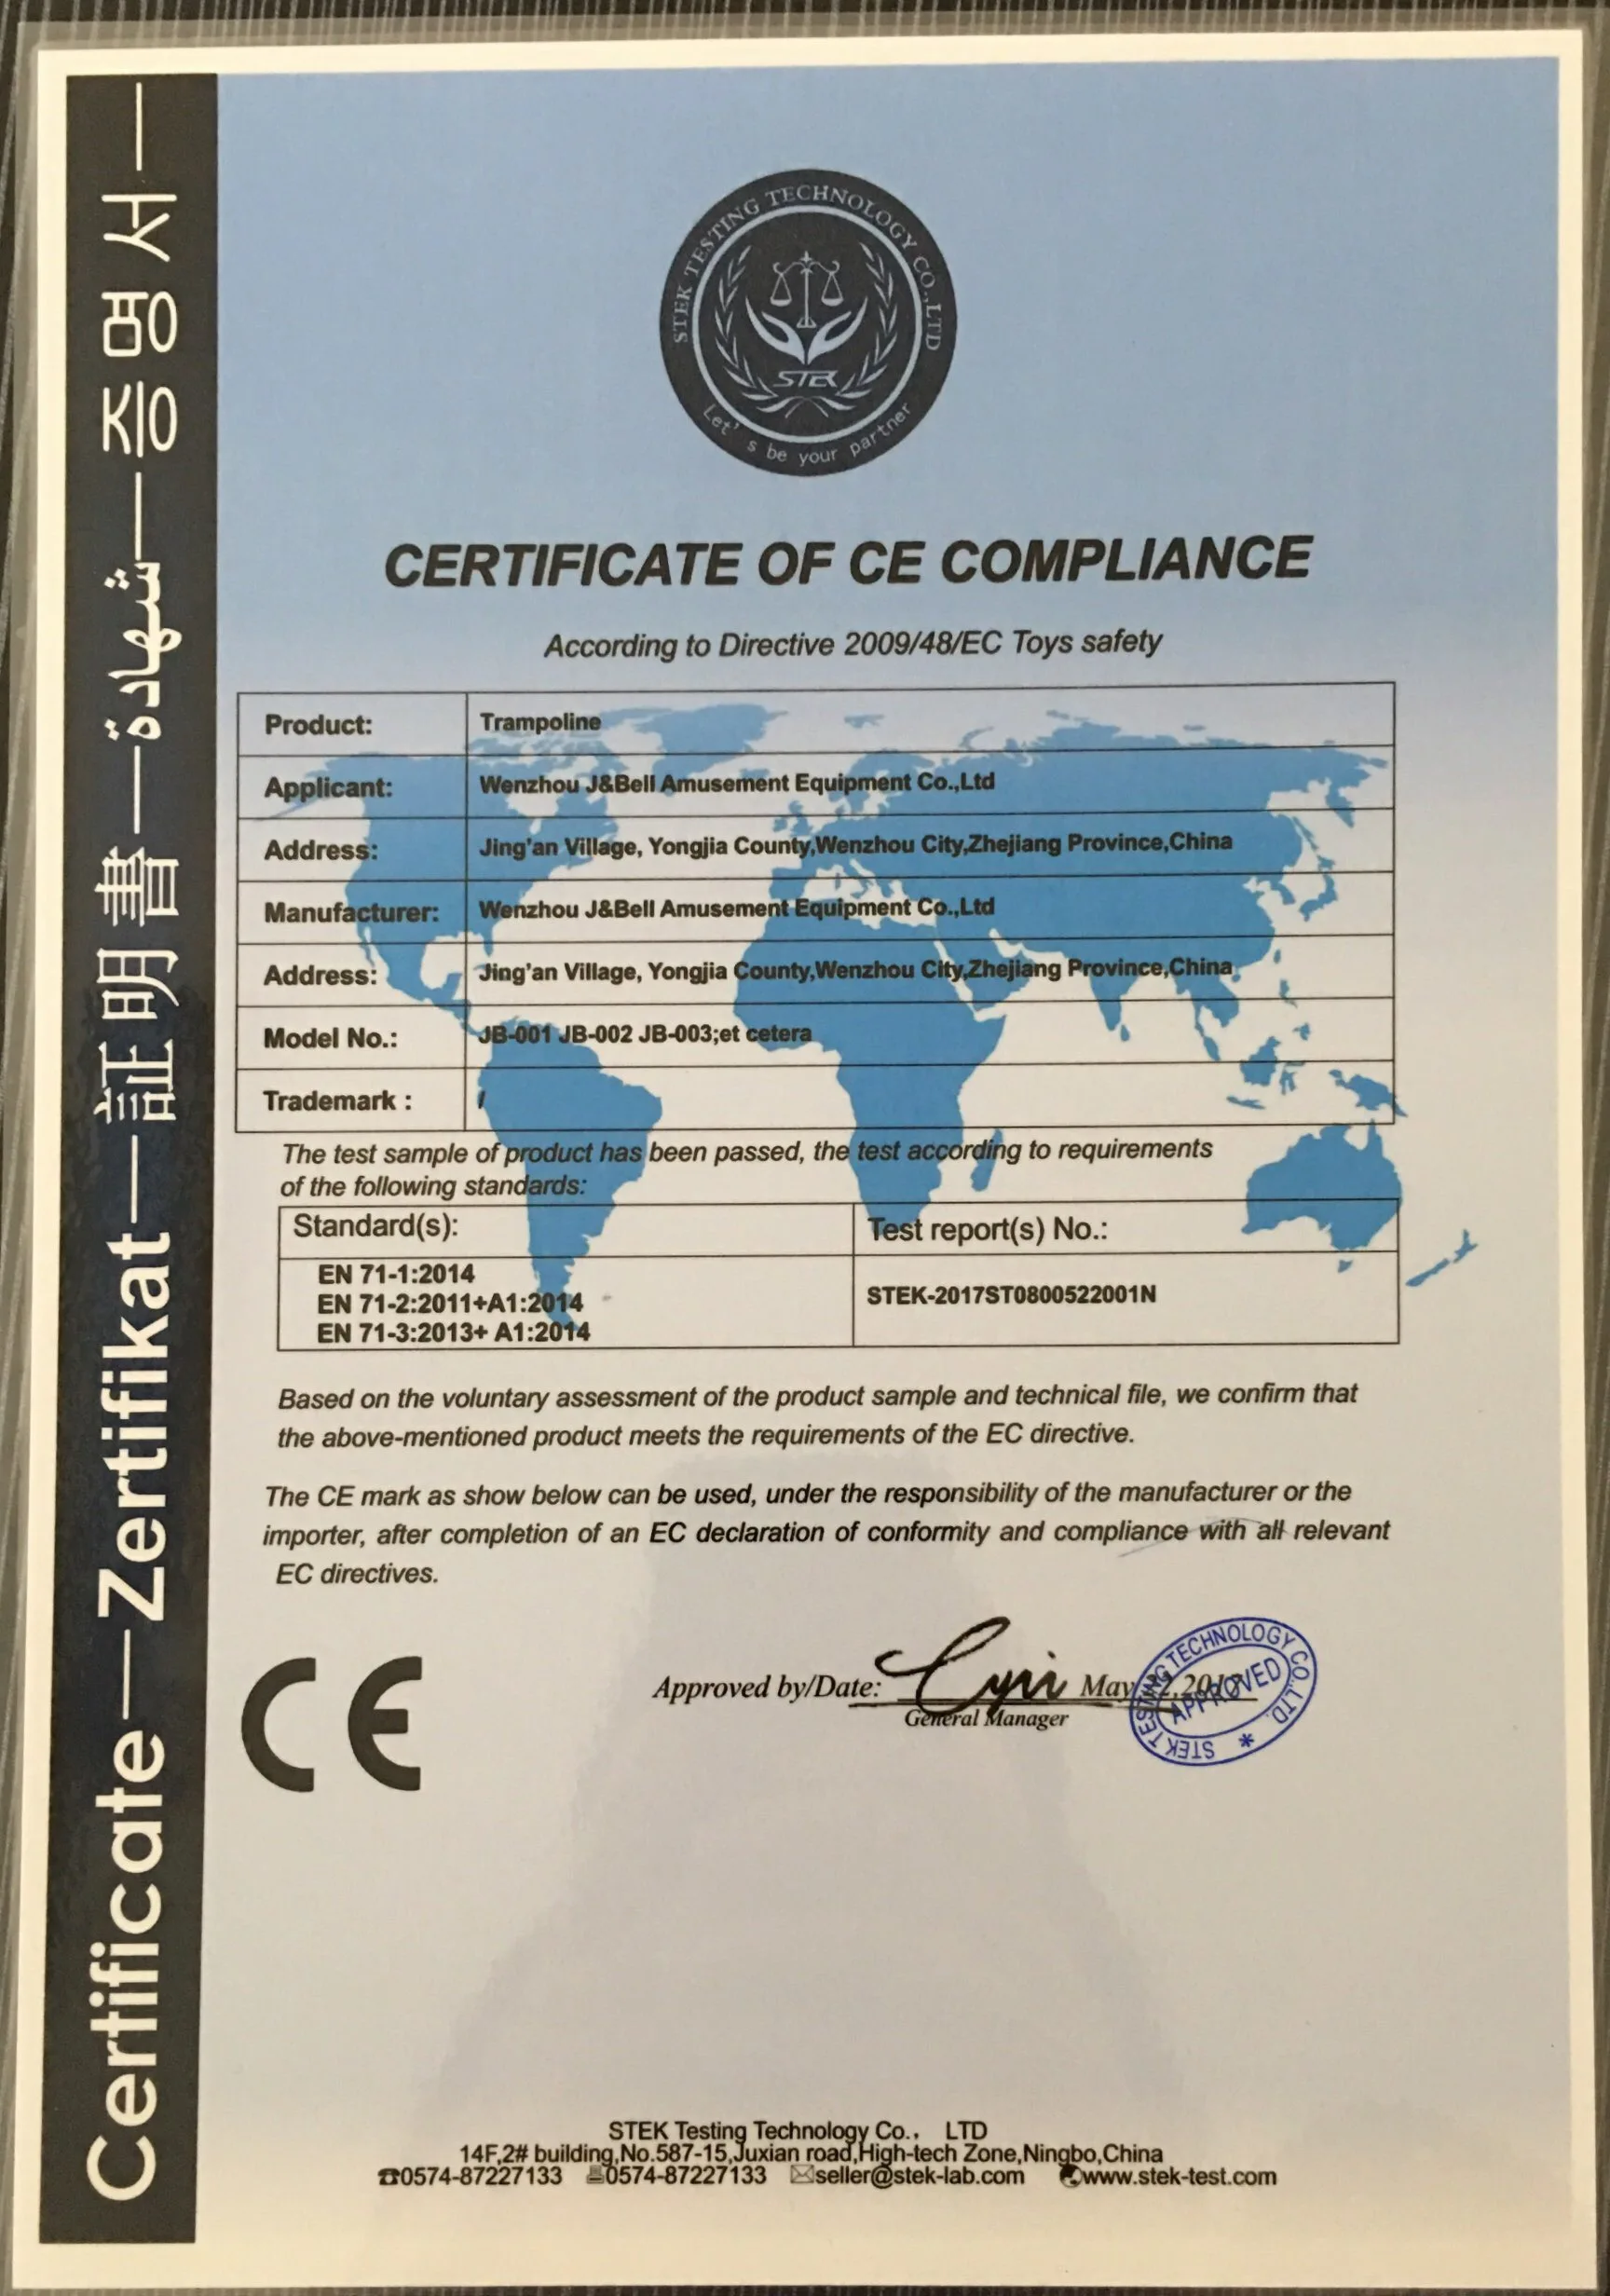 Certificate—Zertifikat—証明書—شهادة—증명서—
STEK TESTING TECHNOLOGY CO.,LTD
STEK
Let's be your partner
CERTIFICATE OF CE COMPLIANCE
According to Directive 2009/48/EC Toys safety
Product: Trampoline
Applicant: Wenzhou J&Bell Amusement Equipment Co.,Ltd
Address: Jing'an Village, Yongjia County,Wenzhou City,Zhejiang Province,China
Manufacturer: Wenzhou J&Bell Amusement Equipment Co.,Ltd
Address: Jing'an Village, Yongjia County,Wenzhou City,Zhejiang Province,China
Model No.: JB-001 JB-002 JB-003;et cetera
Trademark : /
The test sample of product has been passed, the test according to requirements
of the following standards:
Standard(s): Test report(s) No.:
EN 71-1:2014
EN 71-2:2011+A1:2014
EN 71-3:2013+ A1:2014
STEK-2017ST0800522001N
Based on the voluntary assessment of the product sample and technical file, we confirm that
the above-mentioned product meets the requirements of the EC directive.
The CE mark as show below can be used, under the responsibility of the manufacturer or the
importer, after completion of an EC declaration of conformity and compliance with all relevant
EC directives.
CE
Approved by/Date: May
General Manager
STEK TESTING TECHNOLOGY CO.,LTD. *
APPROVED
STEK Testing Technology Co., LTD
14F,2# building,No.587-15,Juxian road,High-tech Zone,Ningbo,China
☎0574-87227133 0574-87227133 ✉seller@stek-lab.com www.stek-test.com